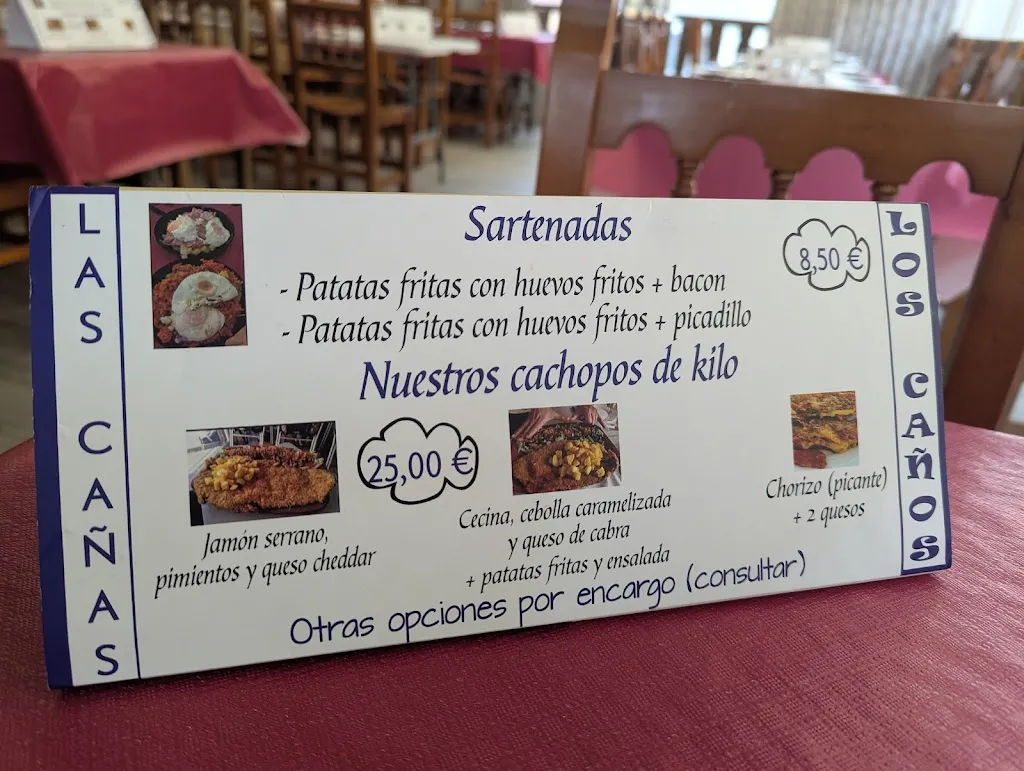 LAS CAÑAS
Sartenadas
8,50 €
- Patatas fritas con huevos fritos + bacon
- Patatas fritas con huevos fritos + picadillo
Nuestros cachopos de kilo
25,00 €
Jamón serrano,
pimientos y queso cheddar
Cecina, cebolla caramelizada
y queso de cabra
+ patatas fritas y ensalada
Chorizo (picante)
+ 2 quesos
Otras opciones por encargo (consultar)
LOS CAÑOS